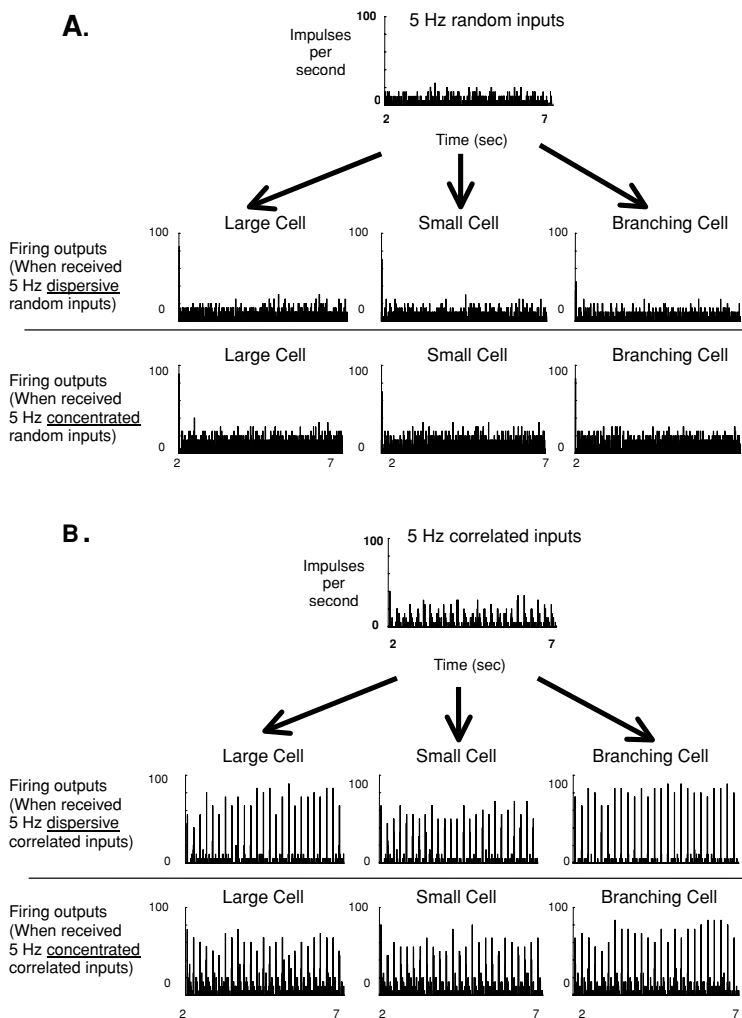 A.
5 Hz random inputs
100
Impulses
per
second
0
2 7
Time (sec)
Large Cell Small Cell Branching Cell
Firing outputs
(When received
5 Hz dispersive
random inputs)
100 100 100
0 0 0
Large Cell Small Cell Branching Cell
Firing outputs
(When received
5 Hz concentrated
random inputs)
100 100 100
0 0 0
2 7 2 7 2
B.
5 Hz correlated inputs
100
Impulses
per
second
0
2 7
Time (sec)
Large Cell Small Cell Branching Cell
Firing outputs
(When received
5 Hz dispersive
correlated inputs)
100 100 100
0 0 0
Large Cell Small Cell Branching Cell
Firing outputs
(When received
5 Hz concentrated
correlated inputs)
100 100 100
0 0 0
2 7 2 7 2 7